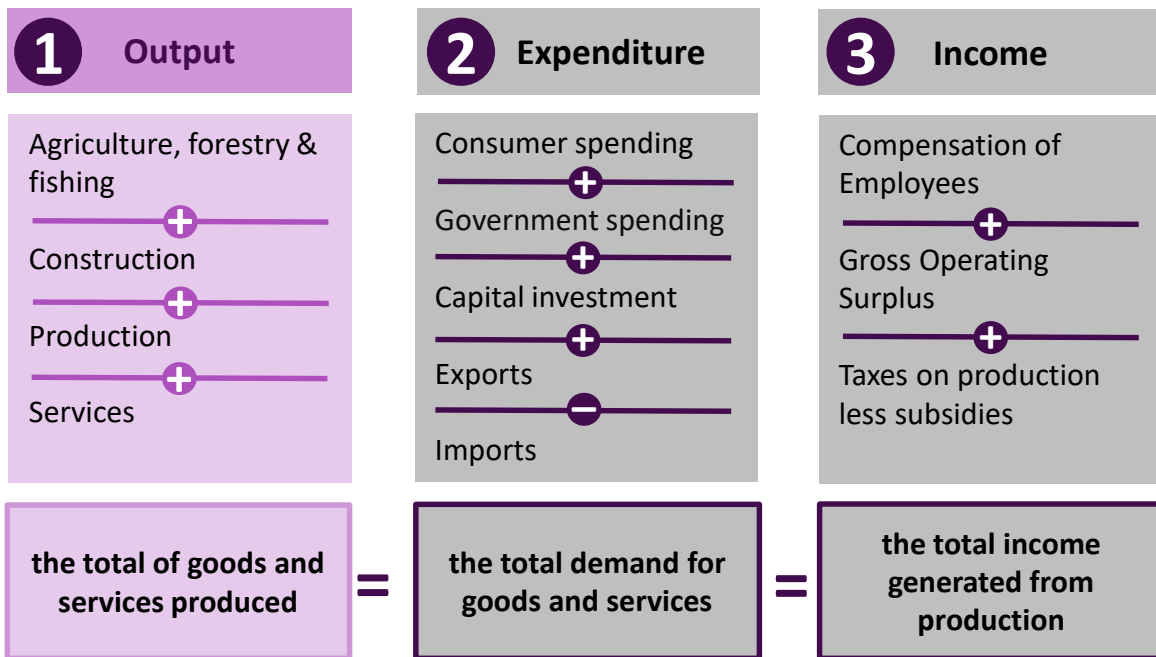 1 Output
Agriculture, forestry &
fishing
+
Construction
+
Production
+
Services
the total of goods and
services produced
=
2 Expenditure
Consumer spending
+
Government spending
+
Capital investment
+
Exports
−
Imports
the total demand for
goods and services
=
3 Income
Compensation of
Employees
+
Gross Operating
Surplus
+
Taxes on production
less subsidies
the total income
generated from
production